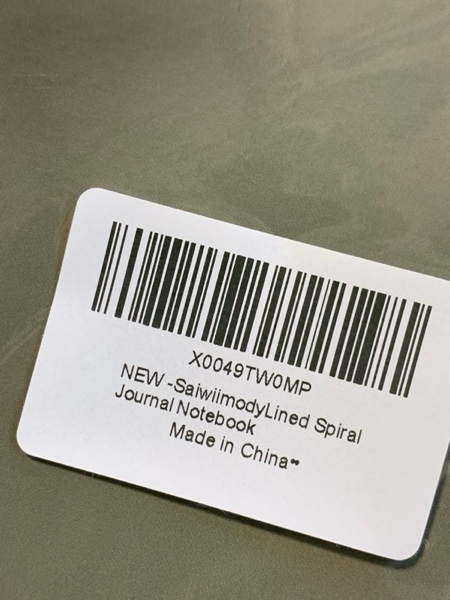 X0049TW0MP
NEW -SaiwiimodyLined Spiral
Journal Notebook
Made in China••